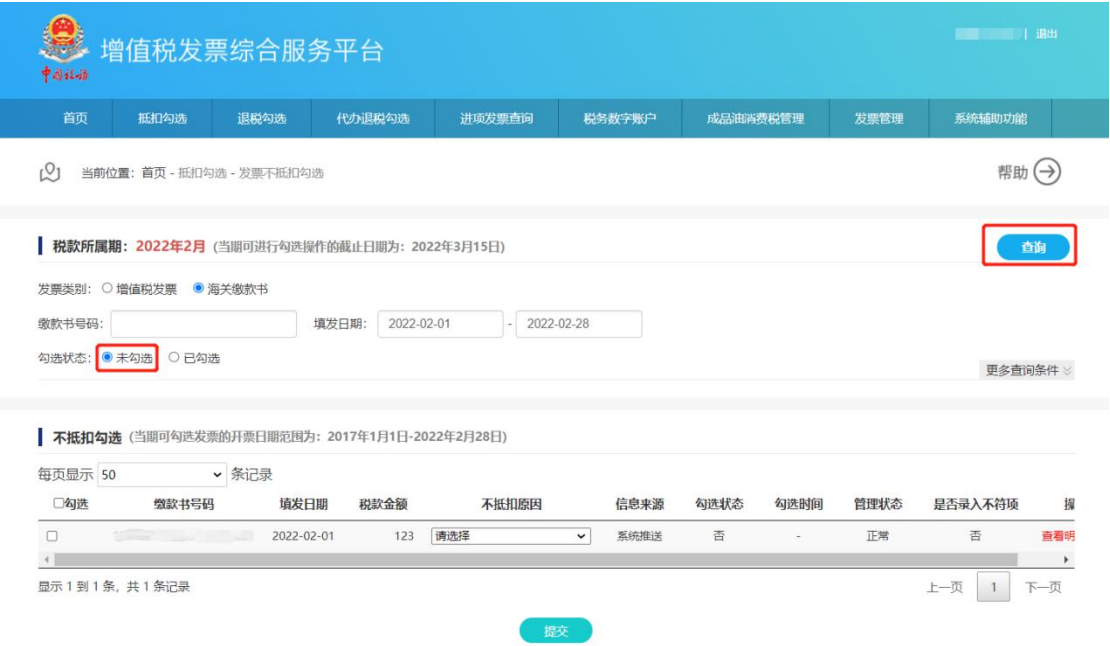 增值税发票综合服务平台
| 退出
中国税务
首页 抵扣勾选 退税勾选 代办退税勾选 进项发票查询 税务数字账户 成品油消费税管理 发票管理 系统辅助功能
当前位置：首页 - 抵扣勾选 - 发票不抵扣勾选 帮助
税款所属期：2022年2月 (当期可进行勾选操作的截止日期为：2022年3月15日) 查询
发票类别： 增值税发票 海关缴款书
缴款书号码： 填发日期： 2022-02-01 - 2022-02-28
勾选状态： 未勾选 已勾选
更多查询条件
不抵扣勾选 (当期可勾选发票的开票日期范围为：2017年1月1日-2022年2月28日)
每页显示 50 条记录
勾选 缴款书号码 填发日期 税款金额 不抵扣原因 信息来源 勾选状态 勾选时间 管理状态 是否录入不符项 操
2022-02-01 123 请选择 系统推送 否 - 正常 否 查看明
显示 1 到 1 条，共 1 条记录 上一页 1 下一页
提交